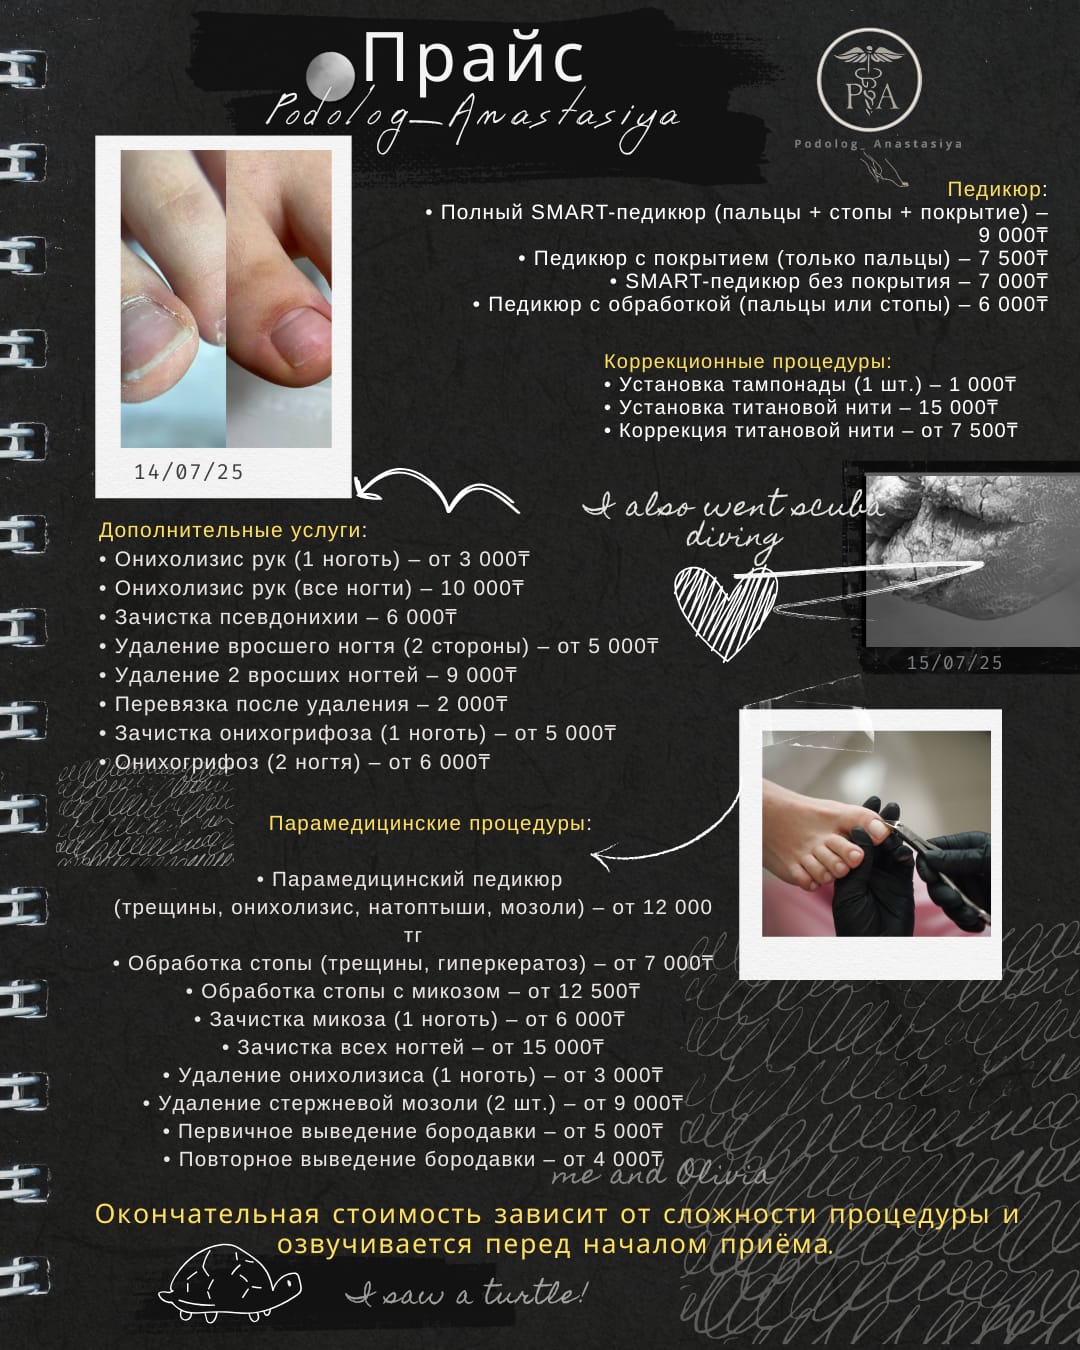 Прайс
Podolog_Anastasiya
P A
Podolog_Anastasiya
Педикюр:
• Полный SMART-педикюр (пальцы + стопы + покрытие) –
9 000₸
• Педикюр с покрытием (только пальцы) – 7 500₸
• SMART-педикюр без покрытия – 7 000₸
• Педикюр с обработкой (пальцы или стопы) – 6 000₸
Коррекционные процедуры:
• Установка тампонады (1 шт.) – 1 000₸
• Установка титановой нити – 15 000₸
• Коррекция титановой нити – от 7 500₸
14/07/25
I also went scuba
diving
15/07/25
Дополнительные услуги:
• Онихолизис рук (1 ноготь) – от 3 000₸
• Онихолизис рук (все ногти) – 10 000₸
• Зачистка псевдонихии – 6 000₸
• Удаление вросшего ногтя (2 стороны) – от 5 000₸
• Удаление 2 вросших ногтей – 9 000₸
• Перевязка после удаления – 2 000₸
• Зачистка онихогрифоза (1 ноготь) – от 5 000₸
• Онихогрифоз (2 ногтя) – от 6 000₸
Парамедицинские процедуры:
• Парамедицинский педикюр
(трещины, онихолизис, натоптыши, мозоли) – от 12 000
тг
• Обработка стопы (трещины, гиперкератоз) – от 7 000₸
• Обработка стопы с микозом – от 12 500₸
• Зачистка микоза (1 ноготь) – от 6 000₸
• Зачистка всех ногтей – от 15 000₸
• Удаление онихолизиса (1 ноготь) – от 3 000₸
• Удаление стержневой мозоли (2 шт.) – от 9 000₸
• Первичное выведение бородавки – от 5 000₸
• Повторное выведение бородавки – от 4 000₸
me and Olivia
Окончательная стоимость зависит от сложности процедуры и
озвучивается перед началом приёма.
I saw a turtle!